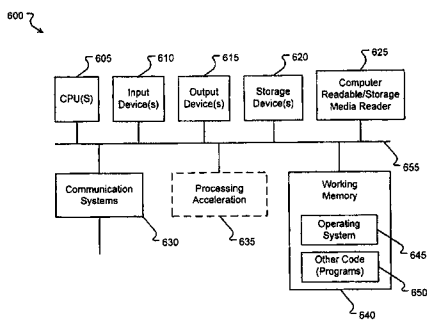 600
605
610
615
620
625
CPU(S)
Input
Device(s)
Output
Device(s)
Storage
Device(s)
Computer
Readable/Storage
Media Reader
655
Communication
Systems
630
Processing
Acceleration
635
Working
Memory
Operating
System
645
Other Code
(Programs)
650
640